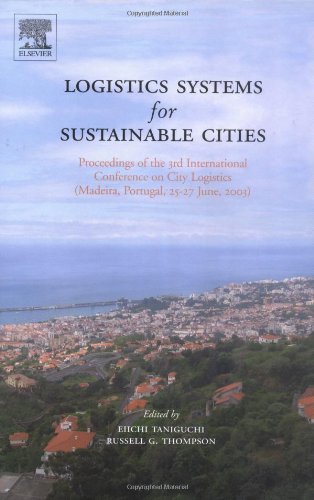 ELSEVIER
LOGISTICS SYSTEMS
for
SUSTAINABLE CITIES
Proceedings of the 3rd International
Conference on City Logistics
(Madeira, Portugal, 25-27 June, 2003)
Edited by
EIICHI TANIGUCHI
RUSSELL G. THOMPSON